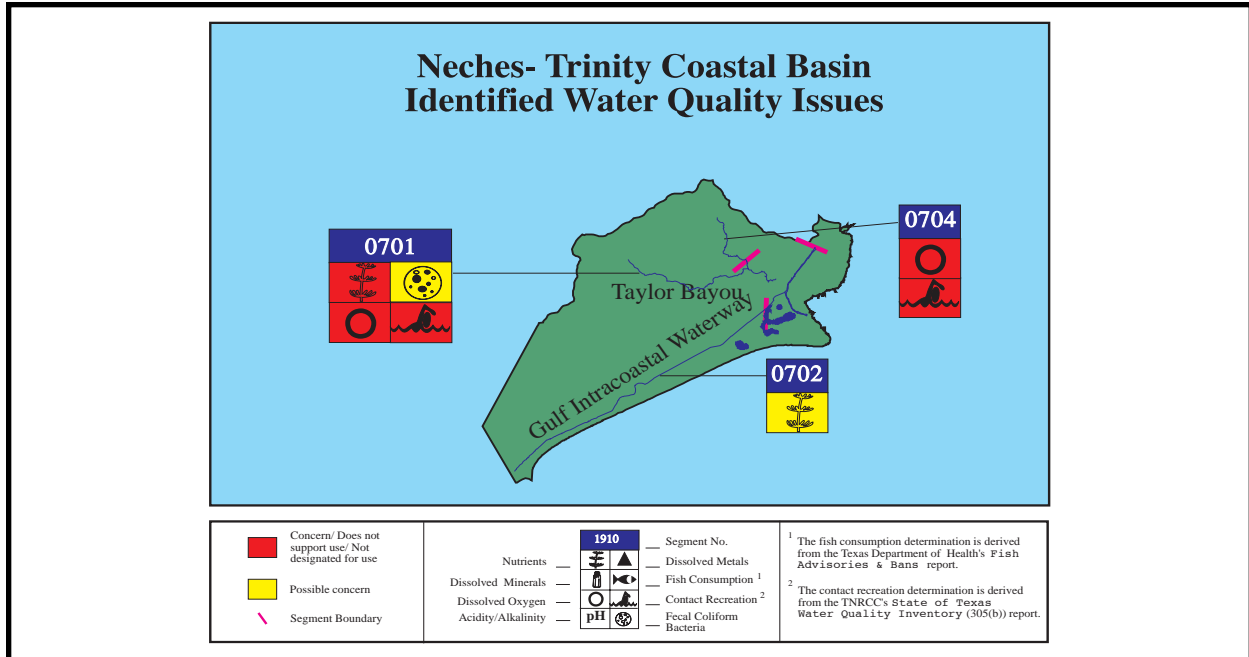 Neches- Trinity Coastal Basin
Identified Water Quality Issues
0701
0704
Taylor Bayou
Gulf Intracoastal Waterway
0702
Concern/ Does not
support use/ Not
designated for use
Possible concern
Segment Boundary
1910
Segment No.
Nutrients
Dissolved Metals
Dissolved Minerals
Fish Consumption 1
Dissolved Oxygen
Contact Recreation 2
Acidity/Alkalinity
pH
Fecal Coliform
Bacteria
1 The fish consumption determination is derived
from the Texas Department of Health's Fish
Advisories & Bans report.
2 The contact recreation determination is derived
from the TNRCC's State of Texas
Water Quality Inventory (305(b)) report.